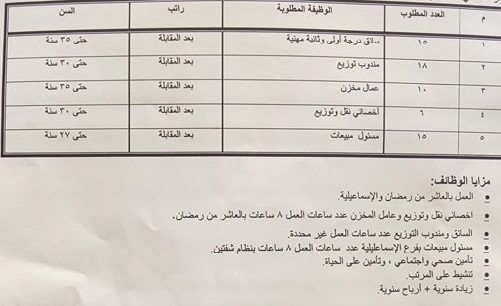 م العدد المطلوب الوظيفة المطلوبة راتب السن
١ ١٥ سائق درجة أولى وثانية مهنية بعد المقابلة حتى ٣٥ سنة
٢ ١٨ مندوب توزيع بعد المقابلة حتى ٣٠ سنة
٣ ١٠ عمال مخزن بعد المقابلة حتى ٣٥ سنة
٤ ٦ أخصائي نقل وتوزيع بعد المقابلة حتى ٣٠ سنة
٥ ١٥ مسئول مبيعات بعد المقابلة حتى ٢٧ سنة
مزايا الوظائف:
العمل بالعاشر من رمضان والإسماعيلية.
اخصائي نقل وتوزيع وعامل المخزن عدد ساعات العمل ٨ ساعات بالعاشر من رمضان.
السائق ومندوب التوزيع عدد ساعات العمل غير محددة.
مسئول مبيعات بفرع الإسماعيلية عدد ساعات العمل ٨ ساعات بنظام شفتين.
تأمين صحي واجتماعي ، وتأمين على الحياة.
تنشيط على المرتب.
زيادة سنوية + أرباح سنوية.